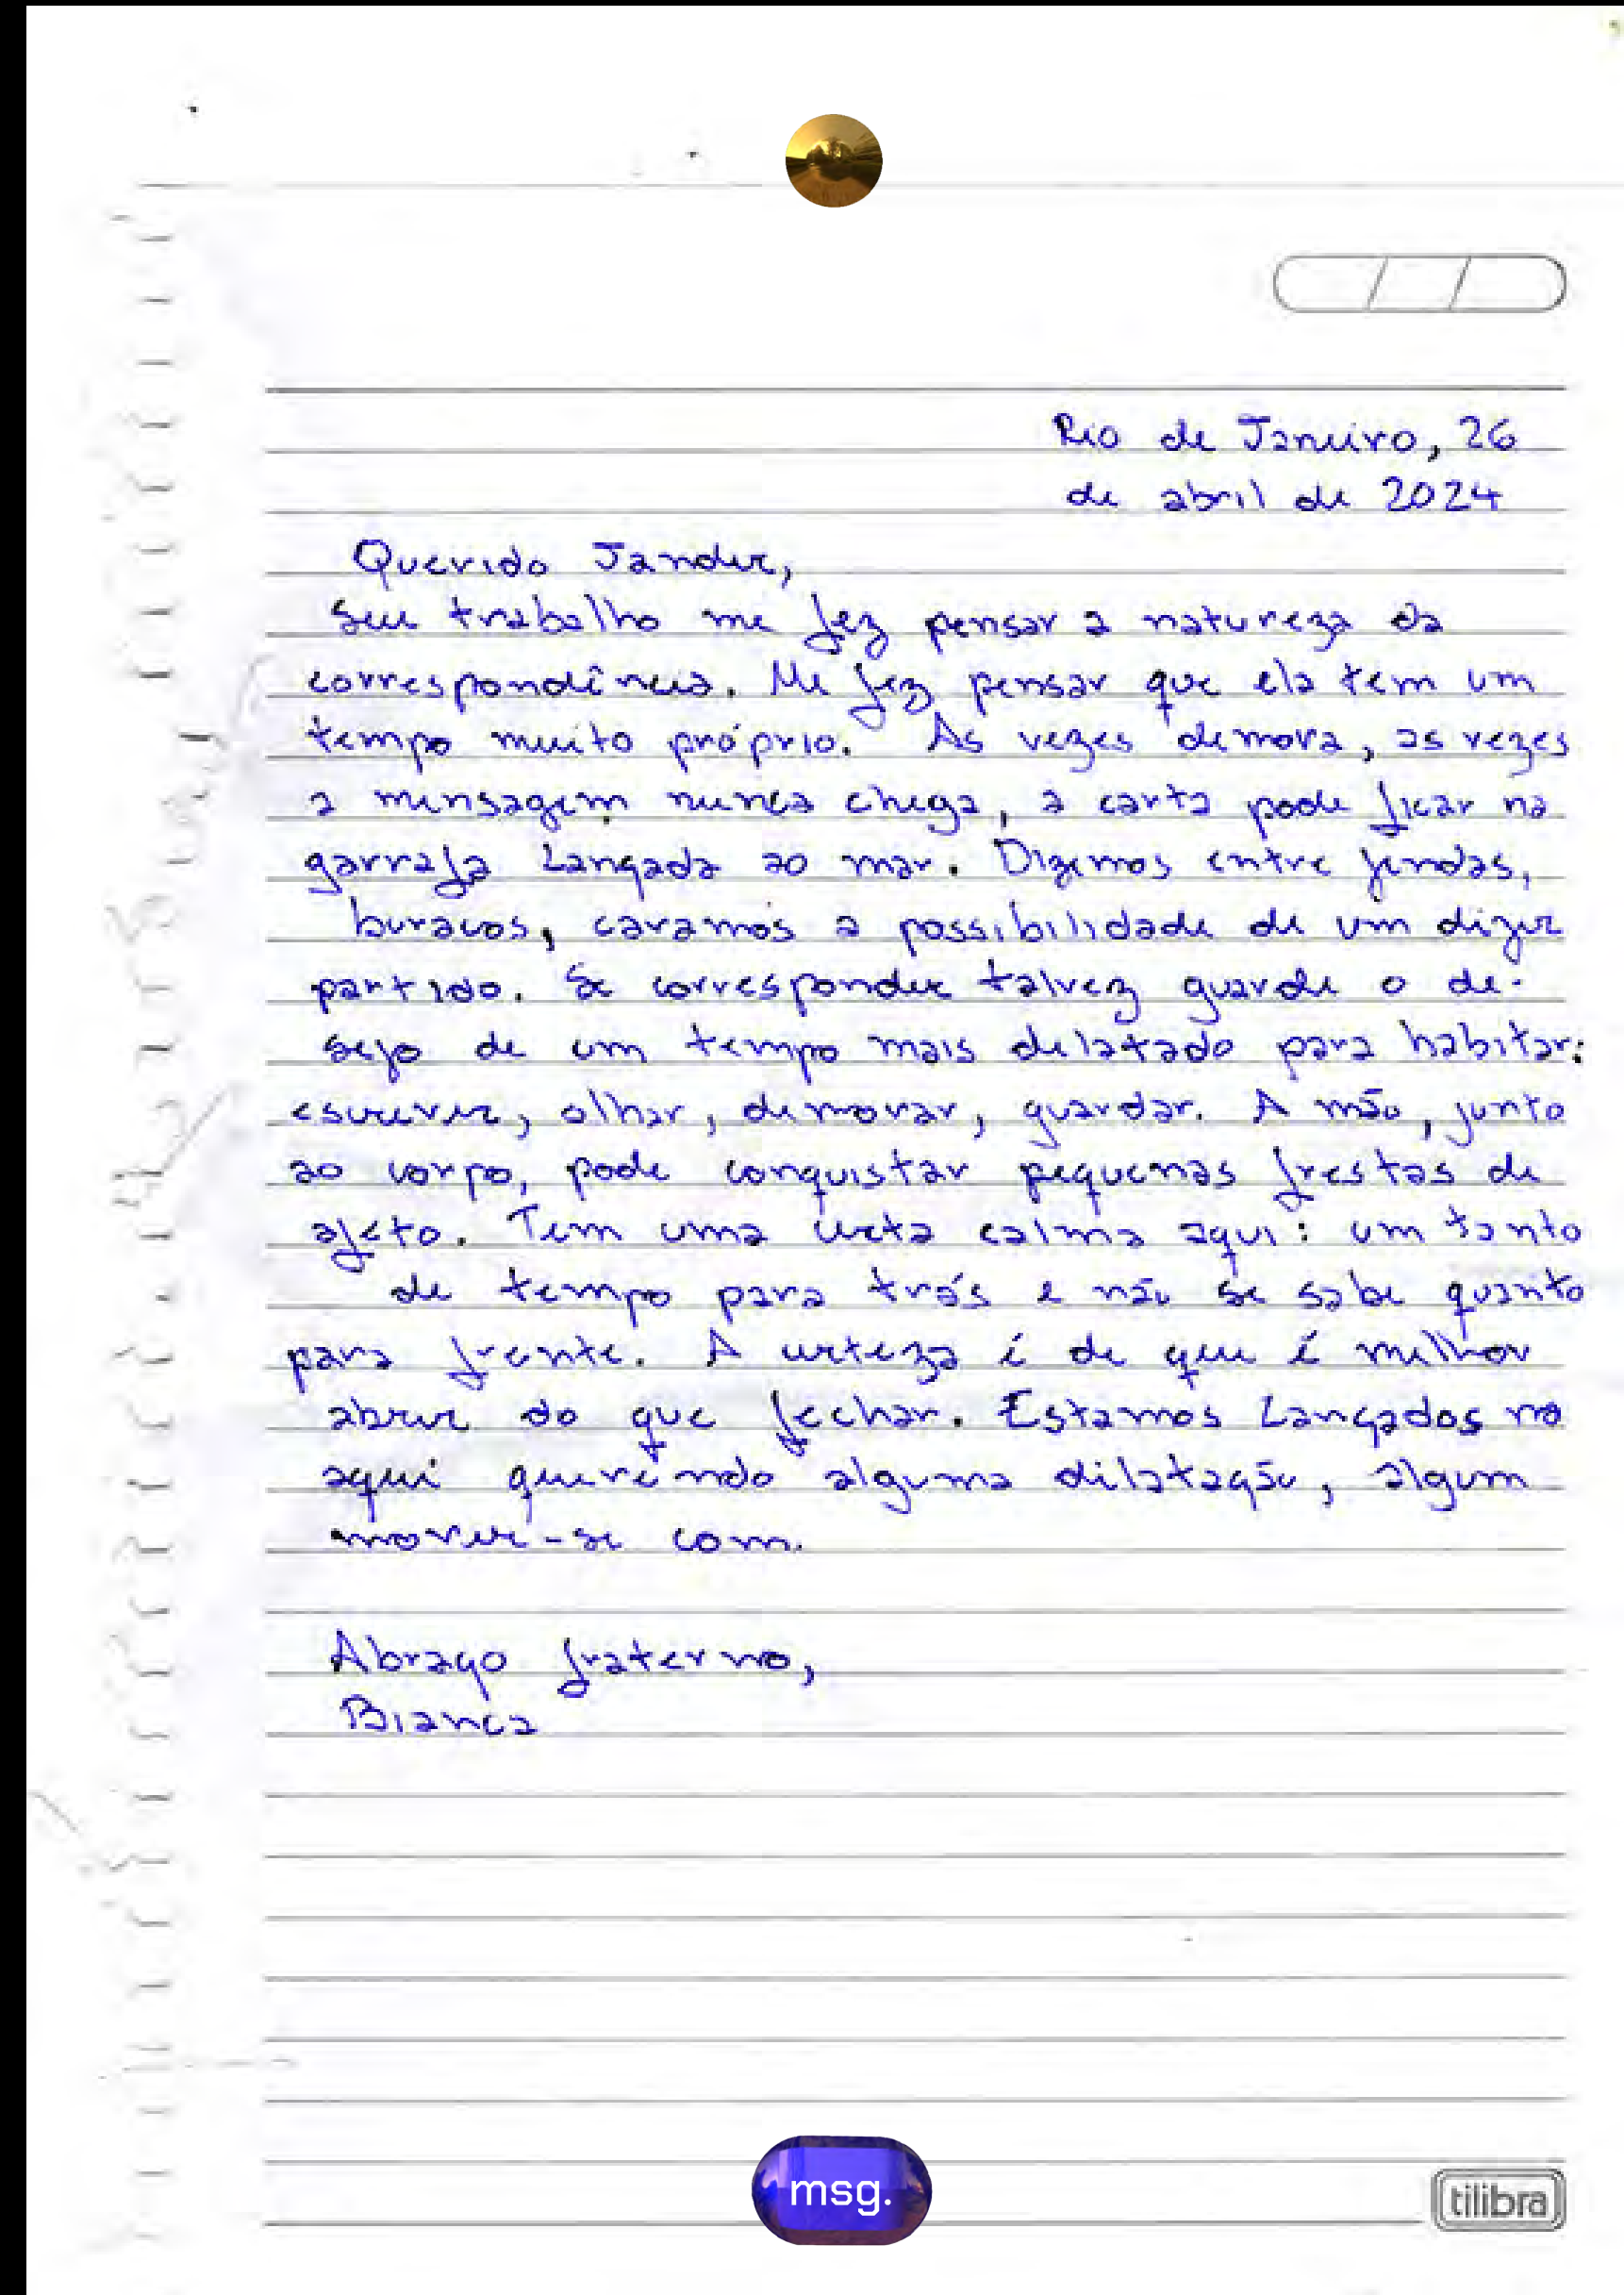 Rio de Janeiro, 26
de abril de 2024
Querido Jander,
Seu trabalho me fez pensar a natureza da
correspondência. Me fez pensar que ela tem um
tempo muito próprio. Às vezes demora, as vezes
a mensagem nunca chega, a carta pode ficar na
garrafa lançada ao mar. Dizemos entre fendas,
buracos, cavamos a possibilidade de um dizer
partido. Se corresponder talvez guarde o de-
sejo de um tempo mais delatado para habitar:
escrever, olhar, demorar, guardar. A mão, junto
ao corpo, pode conquistar pequenas frestas de
afeto. Tem uma certa calma aqui: um tanto
de tempo para trás e não se sabe quanto
para frente. A certeza é de que é melhor
abrir do que fechar. Estamos lançados no
aqui querendo alguma dilatação, algum
mover-se com.
Abraço fraterno,
Bianca
msg.
tilibra